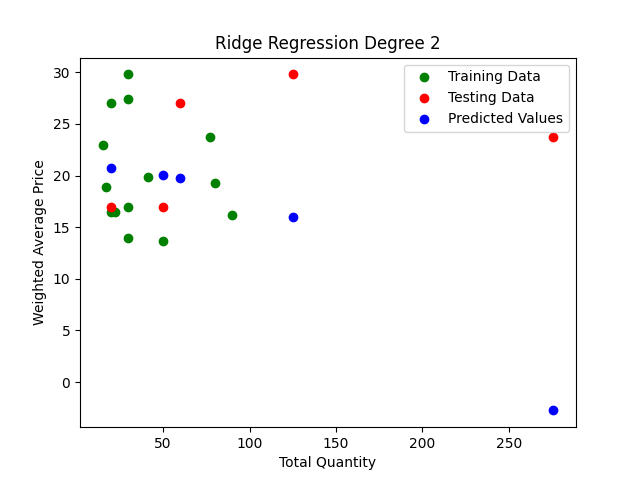 Ridge Regression Degree 2
Training Data
Testing Data
Predicted Values
Weighted Average Price
30
25
20
15
10
5
0
50
100
150
200
250
Total Quantity